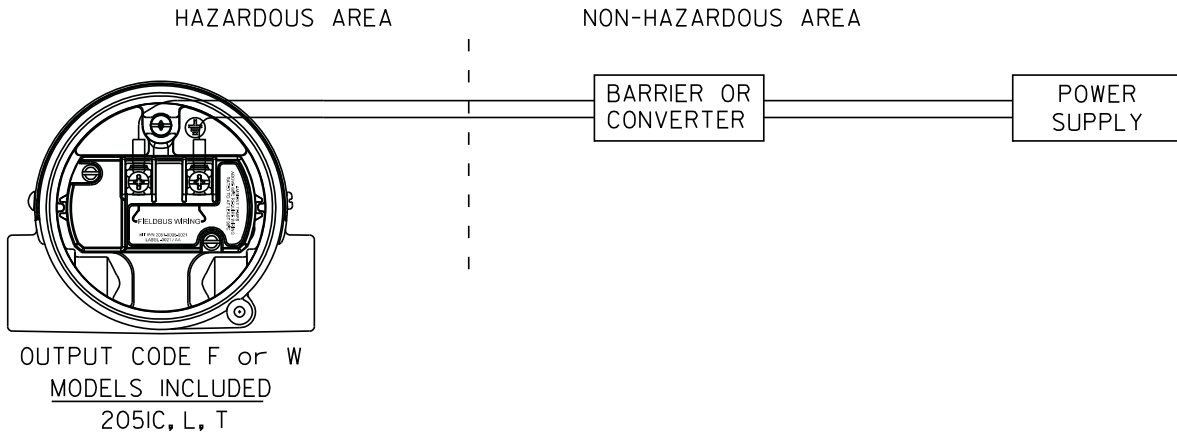 HAZARDOUS AREA
NON-HAZARDOUS AREA
BARRIER OR
CONVERTER
POWER
SUPPLY
FIELDBUS WIRING
OUTPUT CODE F or W
MODELS INCLUDED
2051C, L, T